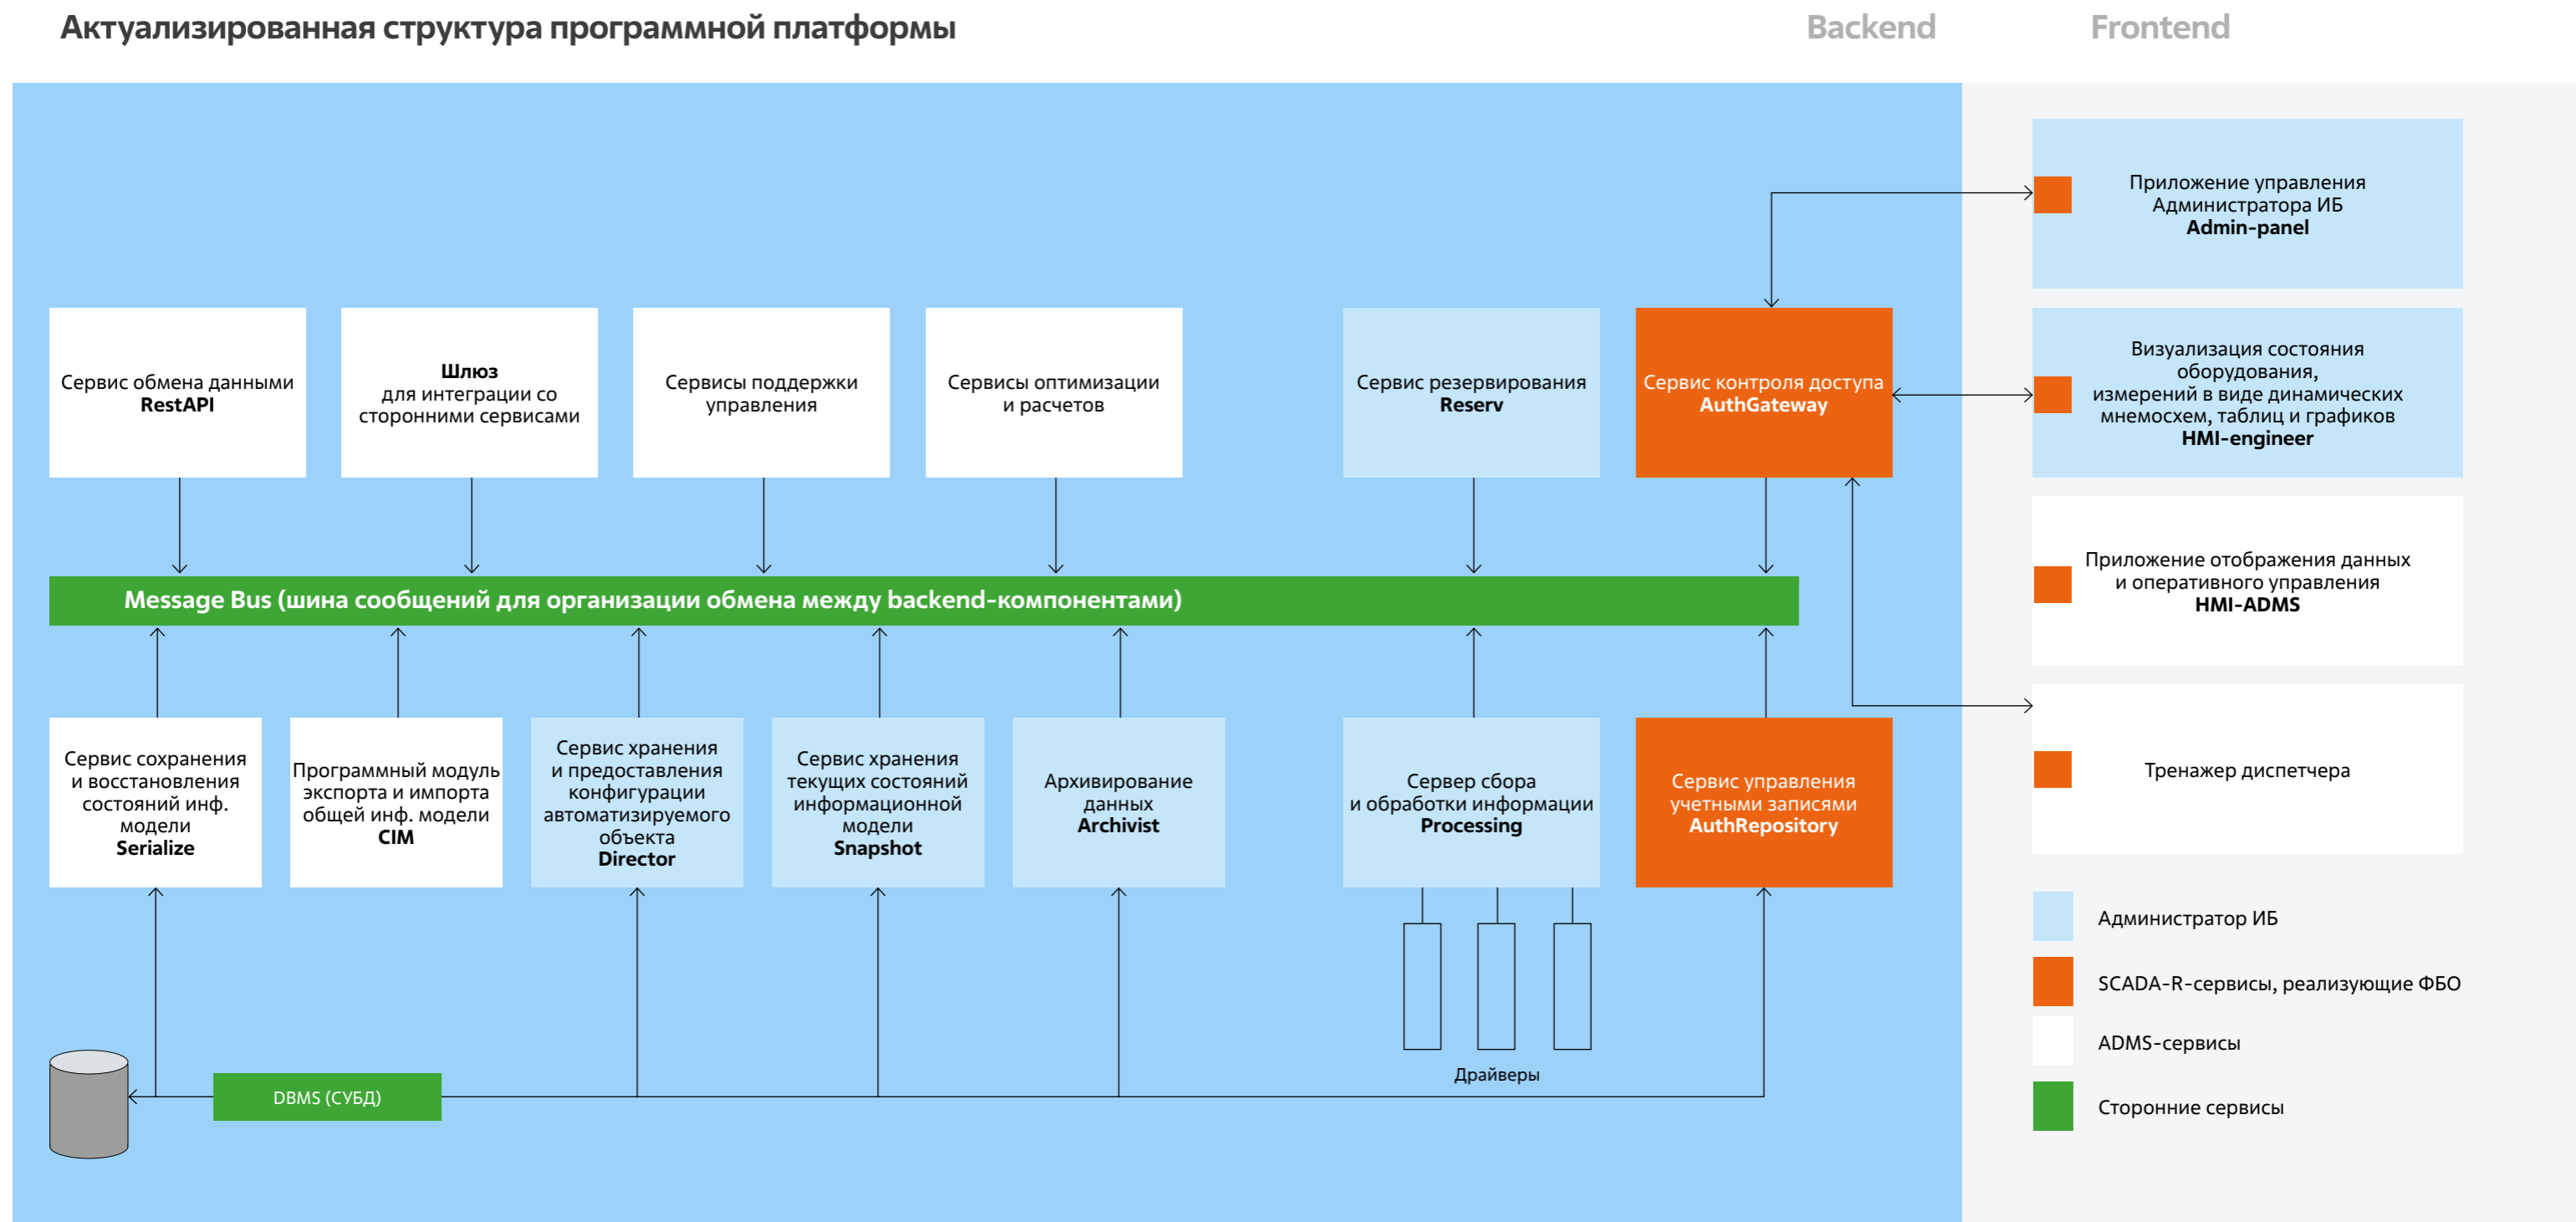 Актуализированная структура программной платформы
Backend
Frontend
Приложение управления
Администратора ИБ
Admin-panel
Сервис обмена данными
RestAPI
Шлюз
для интеграции со
сторонними сервисами
Сервисы поддержки
управления
Сервисы оптимизации
и расчетов
Сервис резервирования
Reserv
Сервис контроля доступа
AuthGateway
Визуализация состояния
оборудования,
измерений в виде динамических
мнемосхем, таблиц и графиков
HMI-engineer
Приложение отображения данных
и оперативного управления
HMI-ADMS
Message Bus (шина сообщений для организации обмена между backend-компонентами)
Сервис сохранения
и восстановления
состояний инф.
модели
Serialize
Программный модуль
экспорта и импорта
общей инф. модели
CIM
Сервис хранения
и предоставления
конфигурации
автоматизируемого
объекта
Director
Сервис хранения
текущих состояний
информационной
модели
Snapshot
Архивирование
данных
Archivist
Сервер сбора
и обработки информации
Processing
Сервис управления
учетными записями
AuthRepository
Тренажер диспетчера
Драйверы
DBMS (СУБД)
Администратор ИБ
SCADA-R-сервисы, реализующие ФБО
ADMS-сервисы
Сторонние сервисы